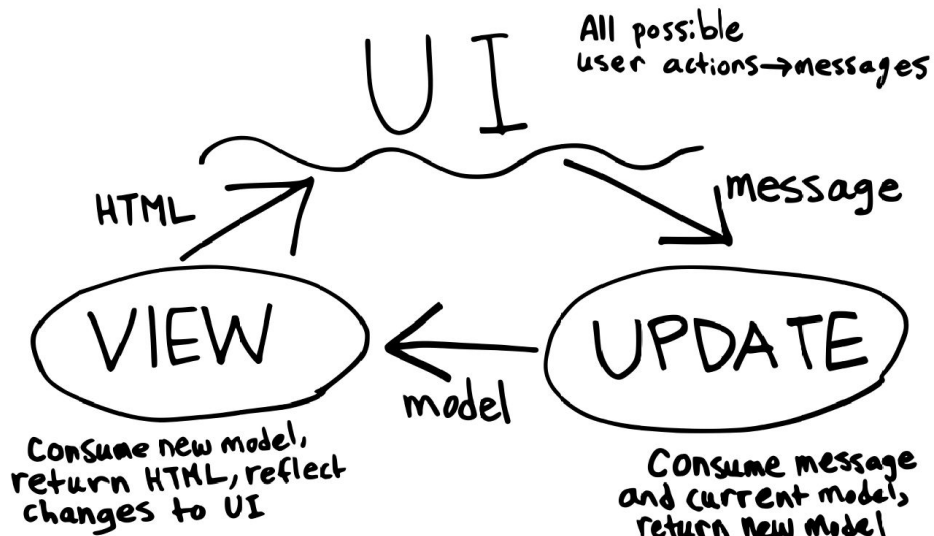 UI
All possible
user actions→messages
HTML
message
VIEW
UPDATE
model
Consume new model,
return HTML, reflect
changes to UI
Consume message
and current model,
return new model